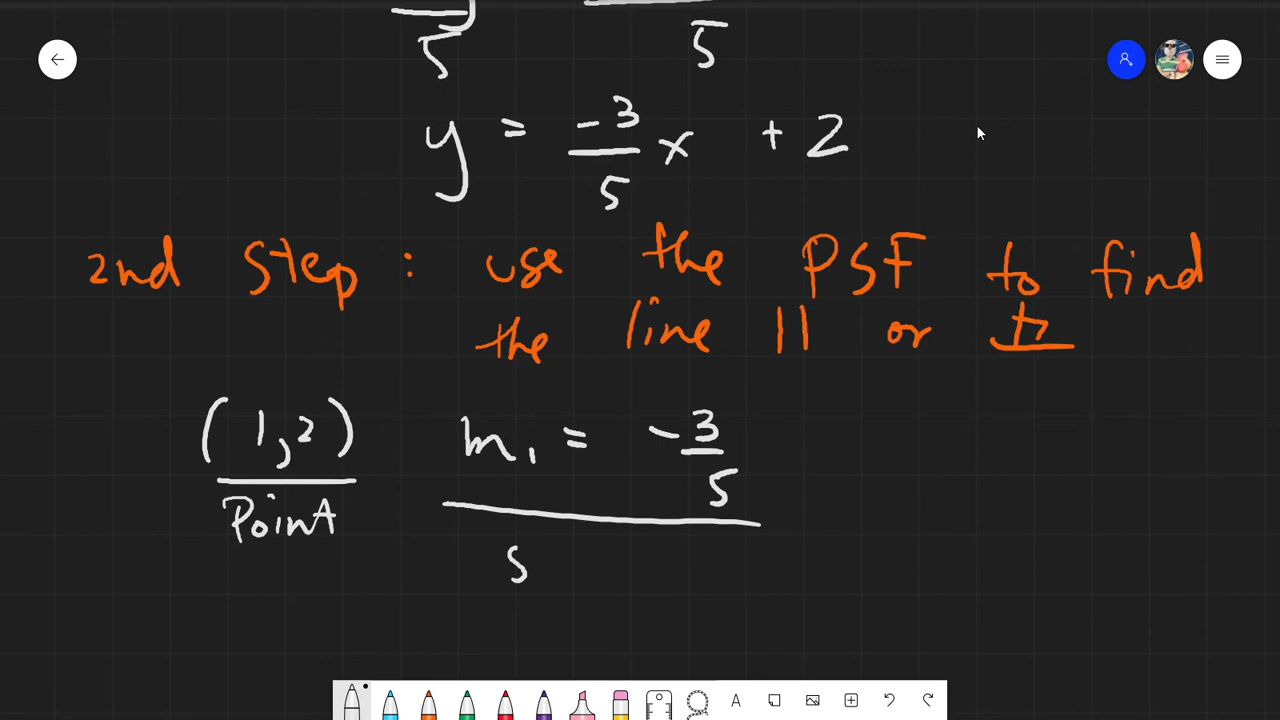 5 5
y = -3/5 x + 2
2nd step : use the PSF to find
the line || or ⊥
(1,2) m₁ = -3/5
Point
s
A